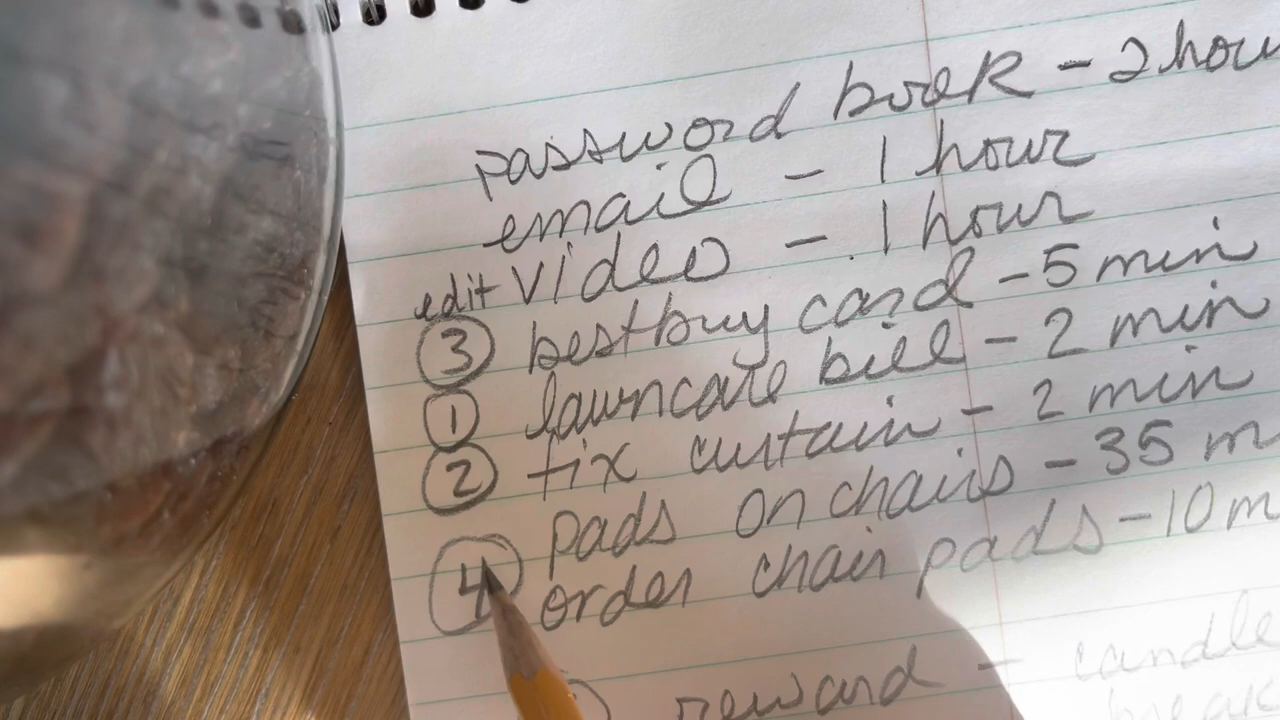 password book - 2 hou
email - 1 hour
edit video - 1 hour
③ bestbuy card - 5 min
① lawncare bill - 2 min
② fix curtain - 2 min
pads on chairs - 35 m
④ order chair pads - 10 m
reward - candle
break